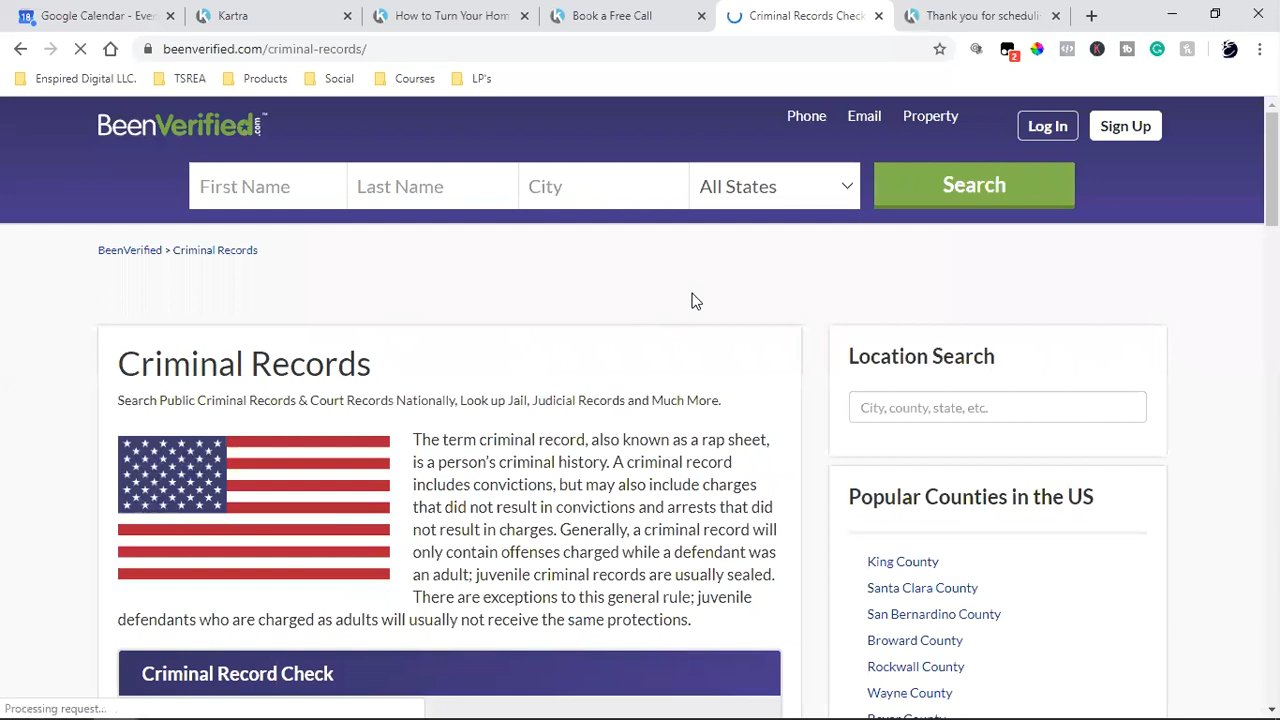 18 Google Calendar - Even
Kartra
How to Turn Your Hom
Book a Free Call
Criminal Records Check
Thank you for schedulin
beenverified.com/criminal-records/
2
Enspired Digital LLC.
TSREA
Products
Social
Courses
LP's
BeenVerified.com™
Phone
Email
Property
Log In
Sign Up
First Name
Last Name
City
All States
Search
BeenVerified > Criminal Records
Criminal Records
Search Public Criminal Records & Court Records Nationally, Look up Jail, Judicial Records and Much More.
The term criminal record, also known as a rap sheet,
is a person's criminal history. A criminal record
includes convictions, but may also include charges
that did not result in convictions and arrests that did
not result in charges. Generally, a criminal record will
only contain offenses charged while a defendant was
an adult; juvenile criminal records are usually sealed.
There are exceptions to this general rule; juvenile
defendants who are charged as adults will usually not receive the same protections.
Criminal Record Check
Location Search
City, county, state, etc.
Popular Counties in the US
King County
Santa Clara County
San Bernardino County
Broward County
Rockwall County
Wayne County
Processing request...